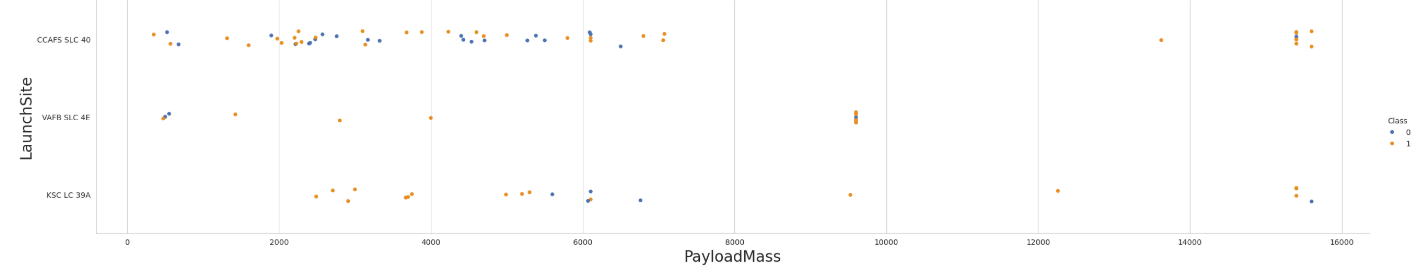 CCAFS SLC 40
VAFB SLC 4E
KSC LC 39A
LaunchSite
0 2000 4000 6000 8000 10000 12000 14000 16000
PayloadMass
Class
0
1